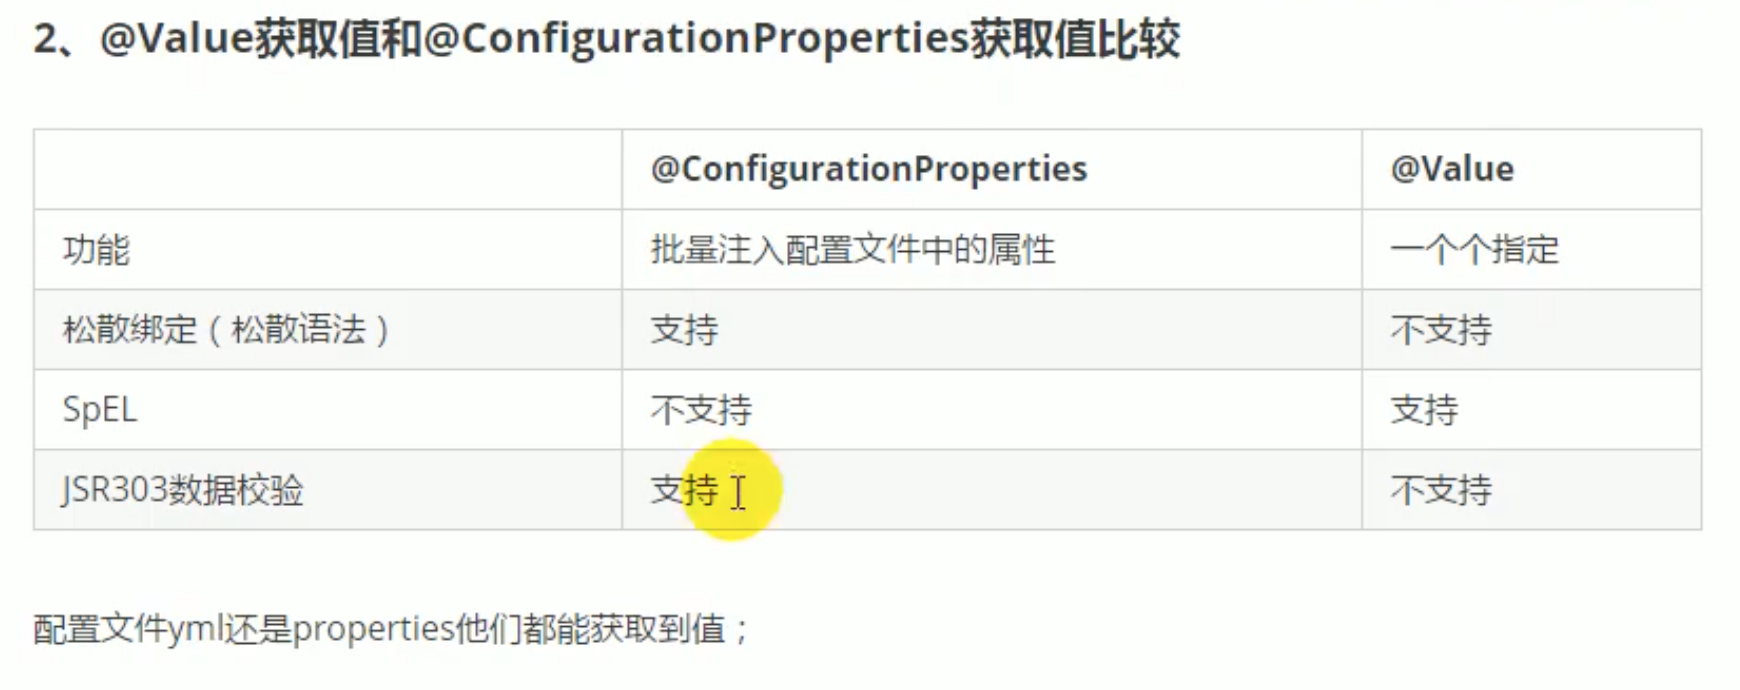 2、@Value获取值和@ConfigurationProperties获取值比较
@ConfigurationProperties @Value
功能 批量注入配置文件中的属性 一个个指定
松散绑定（松散语法） 支持 不支持
SpEL 不支持 支持
JSR303数据校验 支持 不支持
配置文件yml还是properties他们都能获取到值；